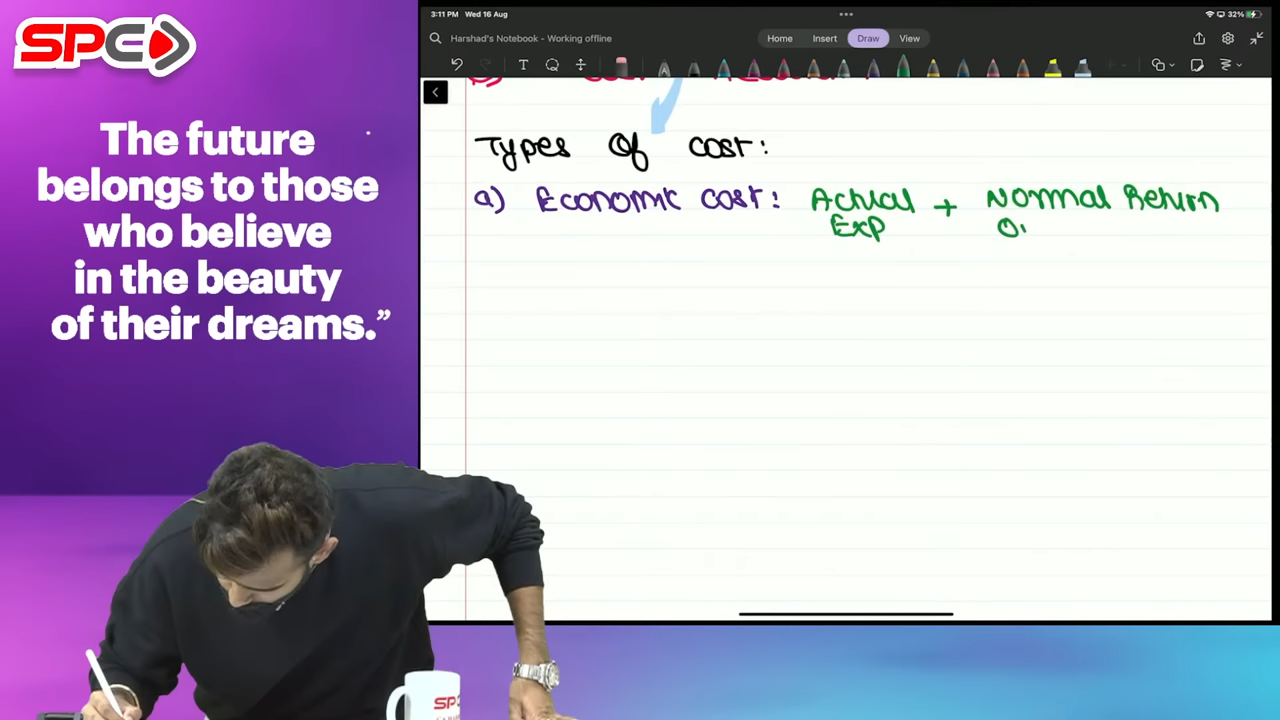 SPC
The future
belongs to those
who believe
in the beauty
of their dreams.”
3:11 PM Wed 16 Aug
32%
Harshad's Notebook - Working offline
Home Insert Draw View
Types Of cost:
a) Economic cost: Actual + Normal Return
Exp
SPC